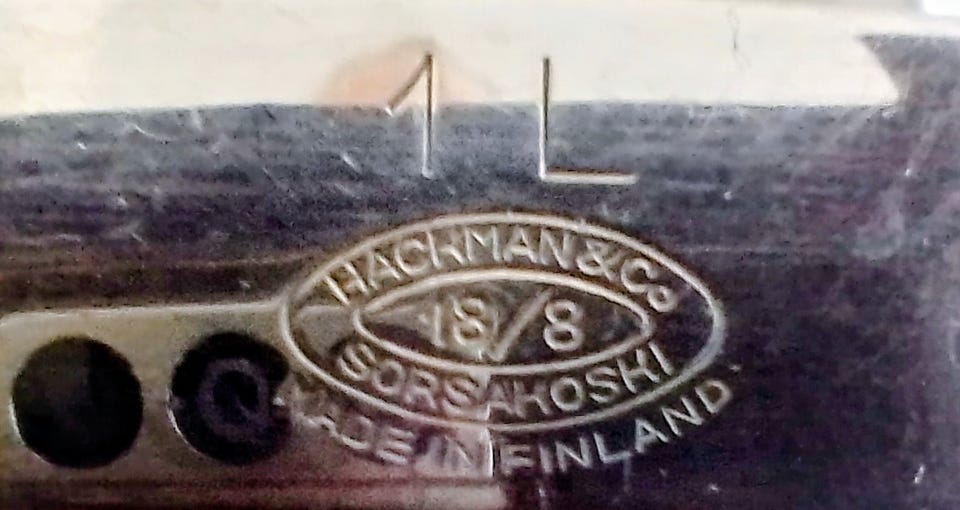 1 L
HACKMAN & Co
18/8
SORSAKOSKI
MADE IN FINLAND